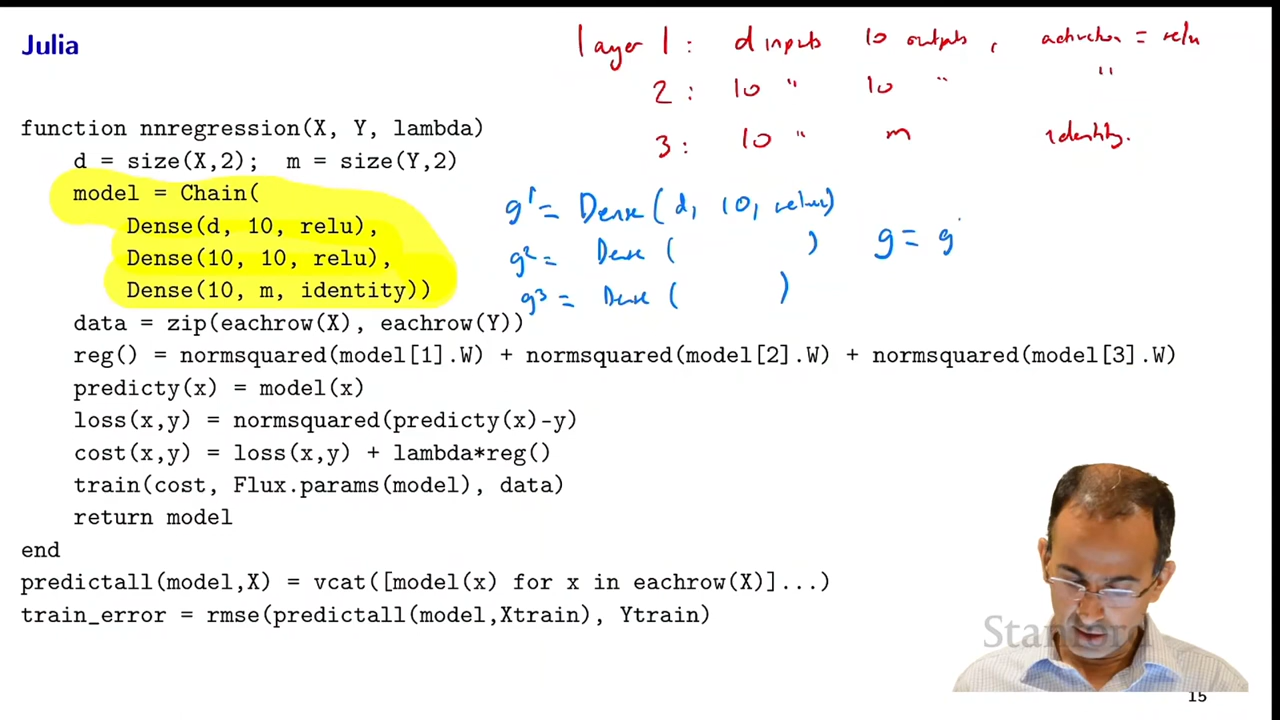 Julia
layer 1 : d inputs 10 outputs, activation = relu
2 : 10 " 10 " "
3 : 10 " m identity.
function nnregression(X, Y, lambda)
d = size(X,2); m = size(Y,2)
model = Chain(
Dense(d, 10, relu),
Dense(10, 10, relu),
Dense(10, m, identity))
g¹ = Dense(d, 10, relu)
g² = Dense ( )
g³ = Dense ( )
g = g
data = zip(eachrow(X), eachrow(Y))
reg() = normsquared(model[1].W) + normsquared(model[2].W) + normsquared(model[3].W)
predicty(x) = model(x)
loss(x,y) = normsquared(predicty(x)-y)
cost(x,y) = loss(x,y) + lambda*reg()
train(cost, Flux.params(model), data)
return model
end
predictall(model,X) = vcat([model(x) for x in eachrow(X)]...)
train_error = rmse(predictall(model,Xtrain), Ytrain)
Stanford
15